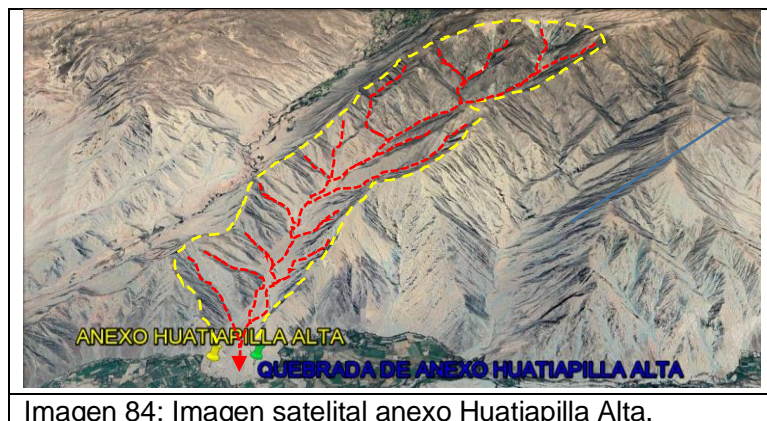 ANEXO HUATIAPILLA ALTA
QUEBRADA DE ANEXO HUATIAPILLA ALTA
Imagen 84: Imagen satelital anexo Huatiapilla Alta.